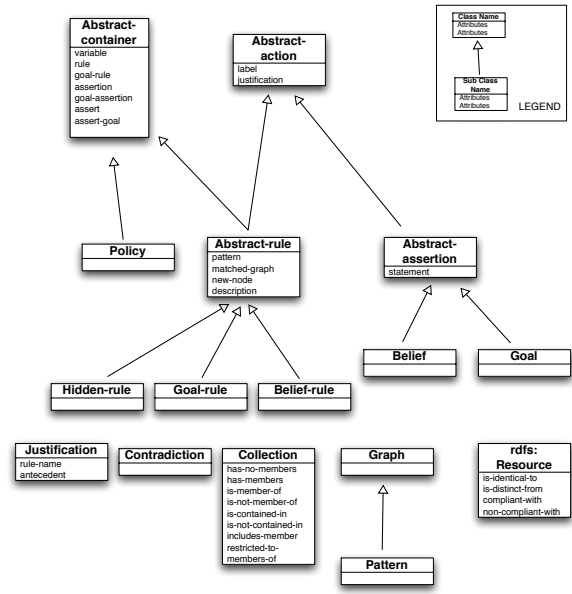 Abstract-
container
variable
rule
goal-rule
assertion
goal-assertion
assert
assert-goal
Abstract-
action
label
justification
Class Name
Attributes
Attributes
Sub Class
Name
Attributes
Attributes
LEGEND
Policy
Abstract-rule
pattern
matched-graph
new-node
description
Abstract-
assertion
statement
Belief
Goal
Hidden-rule
Goal-rule
Belief-rule
Justification
rule-name
antecedent
Contradiction
Collection
has-no-members
has-members
is-member-of
is-not-member-of
is-contained-in
is-not-contained-in
includes-member
restricted-to-
members-of
Graph
Pattern
rdfs:
Resource
is-identical-to
is-distinct-from
compliant-with
non-compliant-with